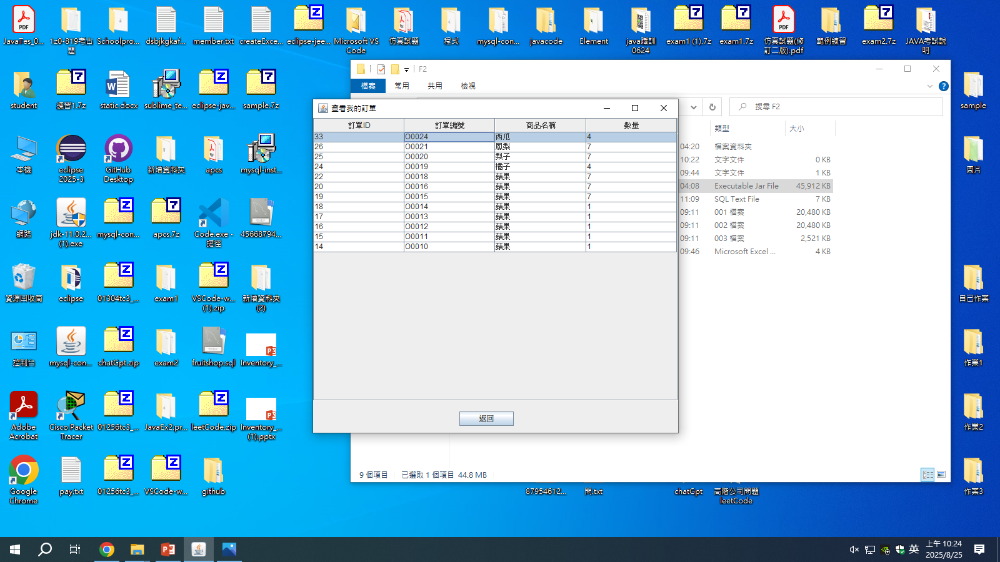 JavaTes_0...
1z0-819考古題
Schoolpro...
dsbjkgkaf...
member.txt
createExce...
eclipse-jee...
Microsoft VS Code
仿真試題
程式
mysql-con...
javacode
Element
java職訓 0624
exam1 (1).7z
exam1.7z
仿真試題(修訂二版).pdf
範例練習
exam2.7z
JAVA考試說明
student
練習1.7z
static.docx
sublime_te...
eclipse-jav...
sample.7z
本機
eclipse 2025-3
GitHub Desktop
新增資料夾
apcs
mysql-inst...
網路
jdk-11.0.2... (1).exe
mysql-con...
apcs.7z
Code.exe - 捷徑
45668794...
資源回收筒
eclipse
01304tc3_...
exam1
VSCode-w... (1).zip
新增資料夾 (2)
控制台
mysql-con...
chatGpt.zip
exam2
fruitshop.sql
Inventory_...
Adobe Acrobat
Cisco Packet Tracer
01256tc3_...
JavaEx2.pr...
leetCode.zip
Inventory_... (1).pptx
Google Chrome
pay.txt
01256tc3_...
VSCode-w...
github
F2
檔案 常用 共用 檢視
搜尋 F2
類型 大小
04:20 檔案資料夾
10:22 文字文件 0 KB
09:44 文字文件 1 KB
04:08 Executable Jar File 45,912 KB
11:09 SQL Text File 7 KB
09:11 001 檔案 20,480 KB
09:11 002 檔案 20,480 KB
09:11 003 檔案 2,521 KB
09:46 Microsoft Excel ... 4 KB
9 個項目 已選取 1 個項目 44.8 MB
查看我的訂單
訂單ID 訂單編號 商品名稱 數量
33 O0024 西瓜 4
26 O0021 鳳梨 7
25 O0020 梨子 7
24 O0019 橘子 4
22 O0018 蘋果 7
20 O0016 蘋果 7
19 O0015 蘋果 7
18 O0014 蘋果 1
17 O0013 蘋果 1
16 O0012 蘋果 1
15 O0011 蘋果 1
14 O0010 蘋果 1
返回
sample
圖片
自己作業
作業1
作業2
作業3
87954612...
問.txt
chatGpt
高階公司問題 leetCode
英
上午 10:24
2025/8/25